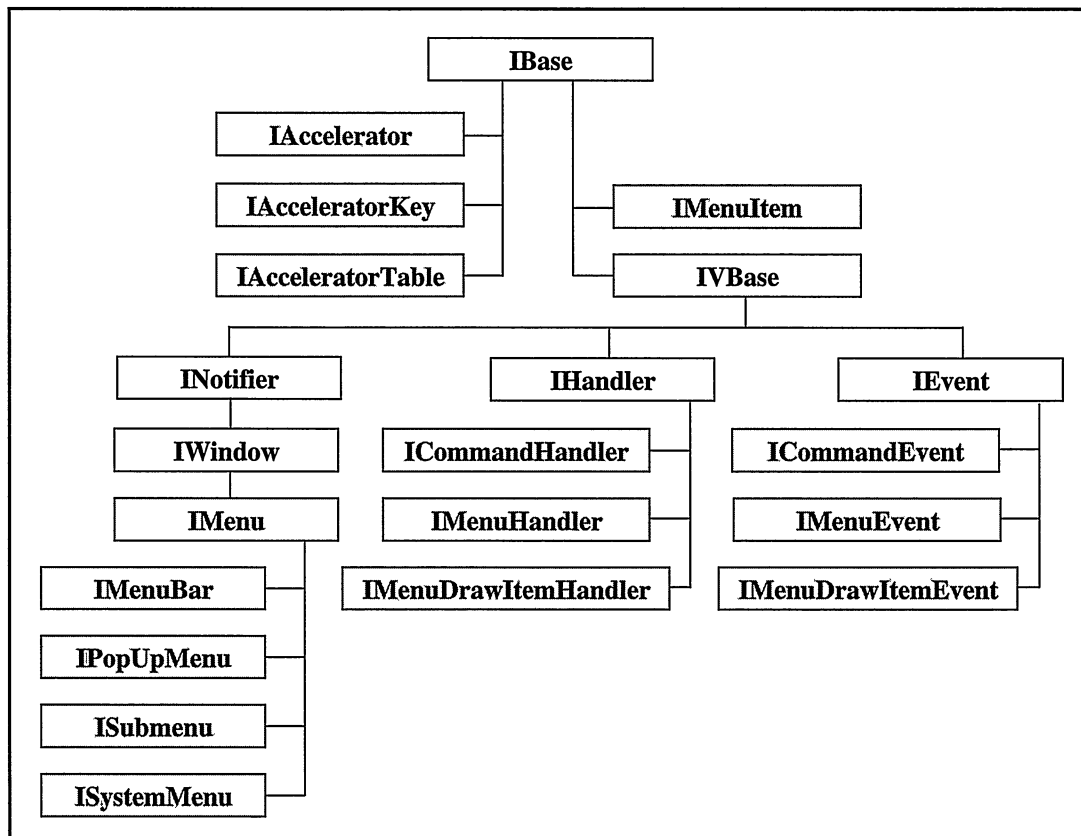 IBase
IAccelerator
IAcceleratorKey
IMenuItem
IAcceleratorTable
IVBase
INotifier
IHandler
IEvent
IWindow
ICommandHandler
ICommandEvent
IMenu
IMenuHandler
IMenuEvent
IMenuBar
IMenuDrawItemHandler
IMenuDrawItemEvent
IPopUpMenu
ISubmenu
ISystemMenu